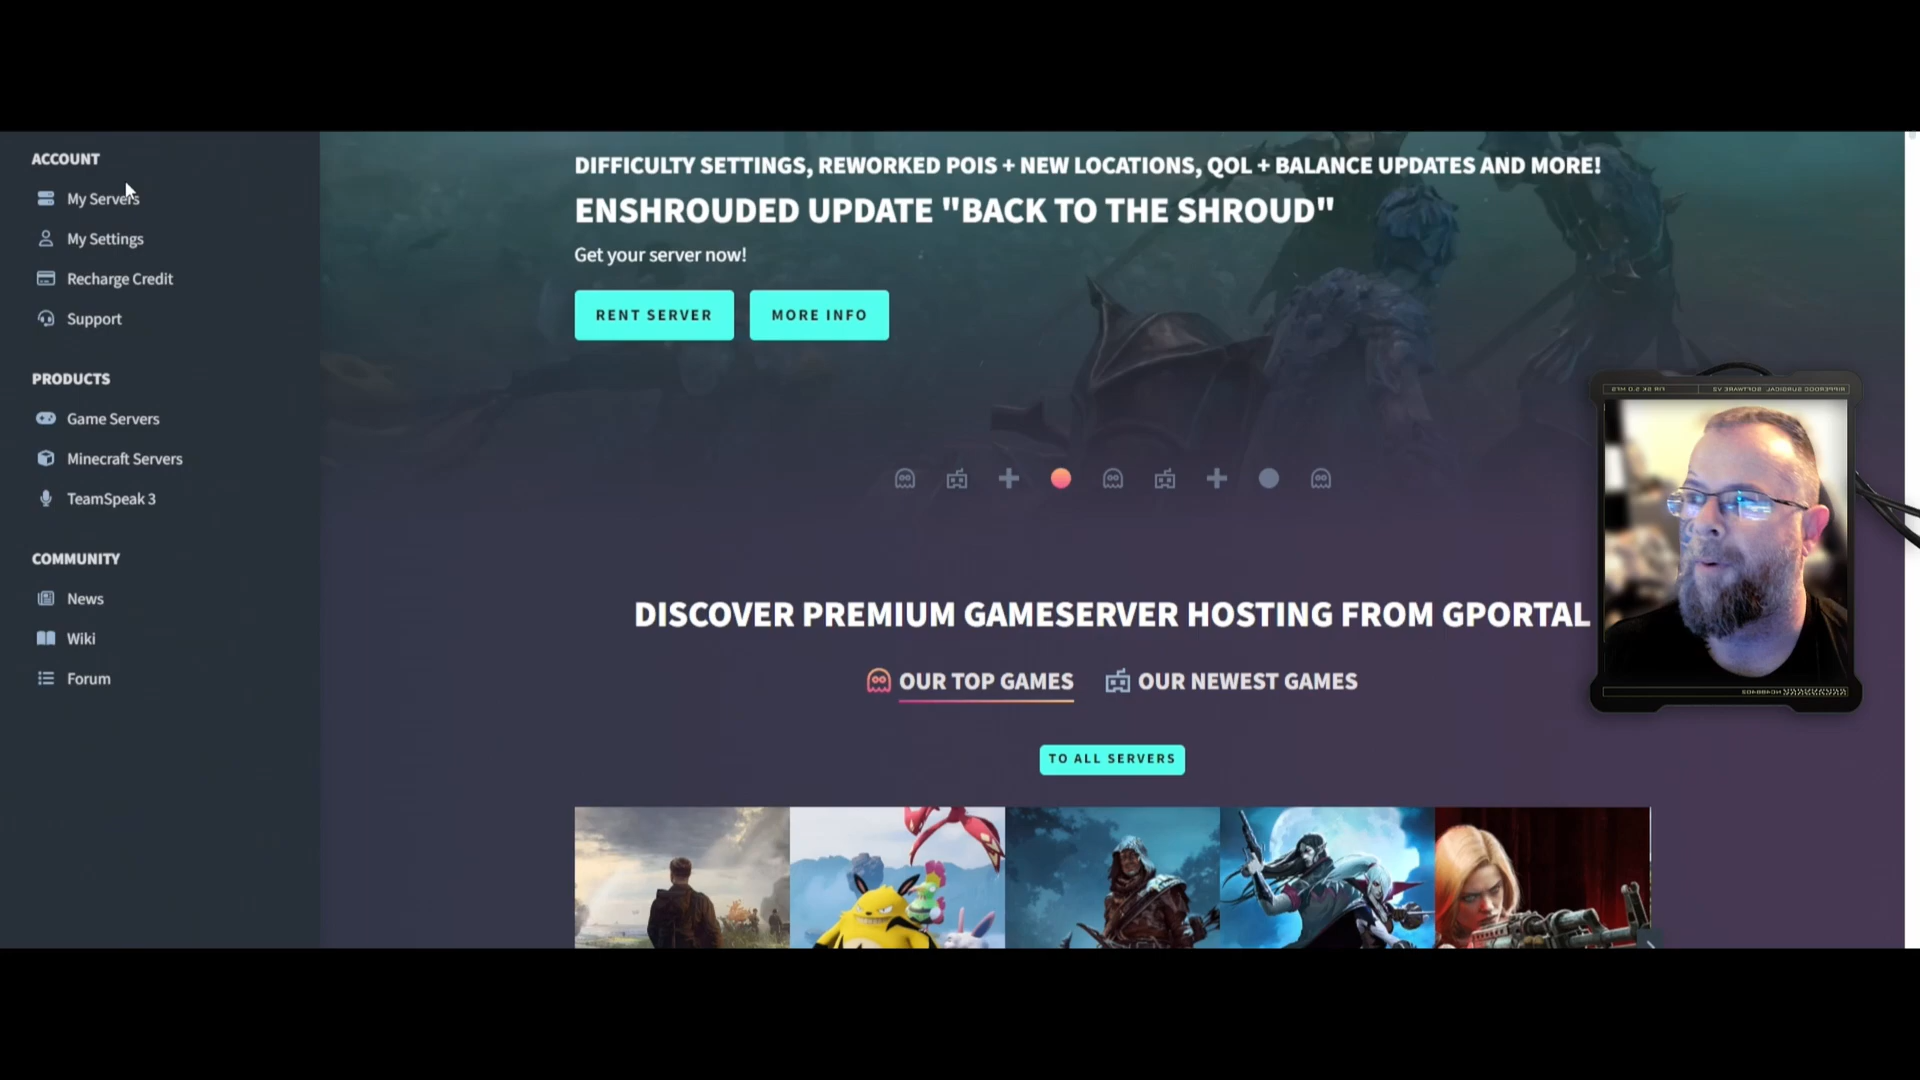 ACCOUNT
My Servers
My Settings
Recharge Credit
Support
PRODUCTS
Game Servers
Minecraft Servers
TeamSpeak 3
COMMUNITY
News
Wiki
Forum
DIFFICULTY SETTINGS, REWORKED POIS + NEW LOCATIONS, QOL + BALANCE UPDATES AND MORE!
ENSHROUDED UPDATE "BACK TO THE SHROUD"
Get your server now!
RENT SERVER
MORE INFO
DISCOVER PREMIUM GAMESERVER HOSTING FROM GPORTAL
OUR TOP GAMES
OUR NEWEST GAMES
TO ALL SERVERS